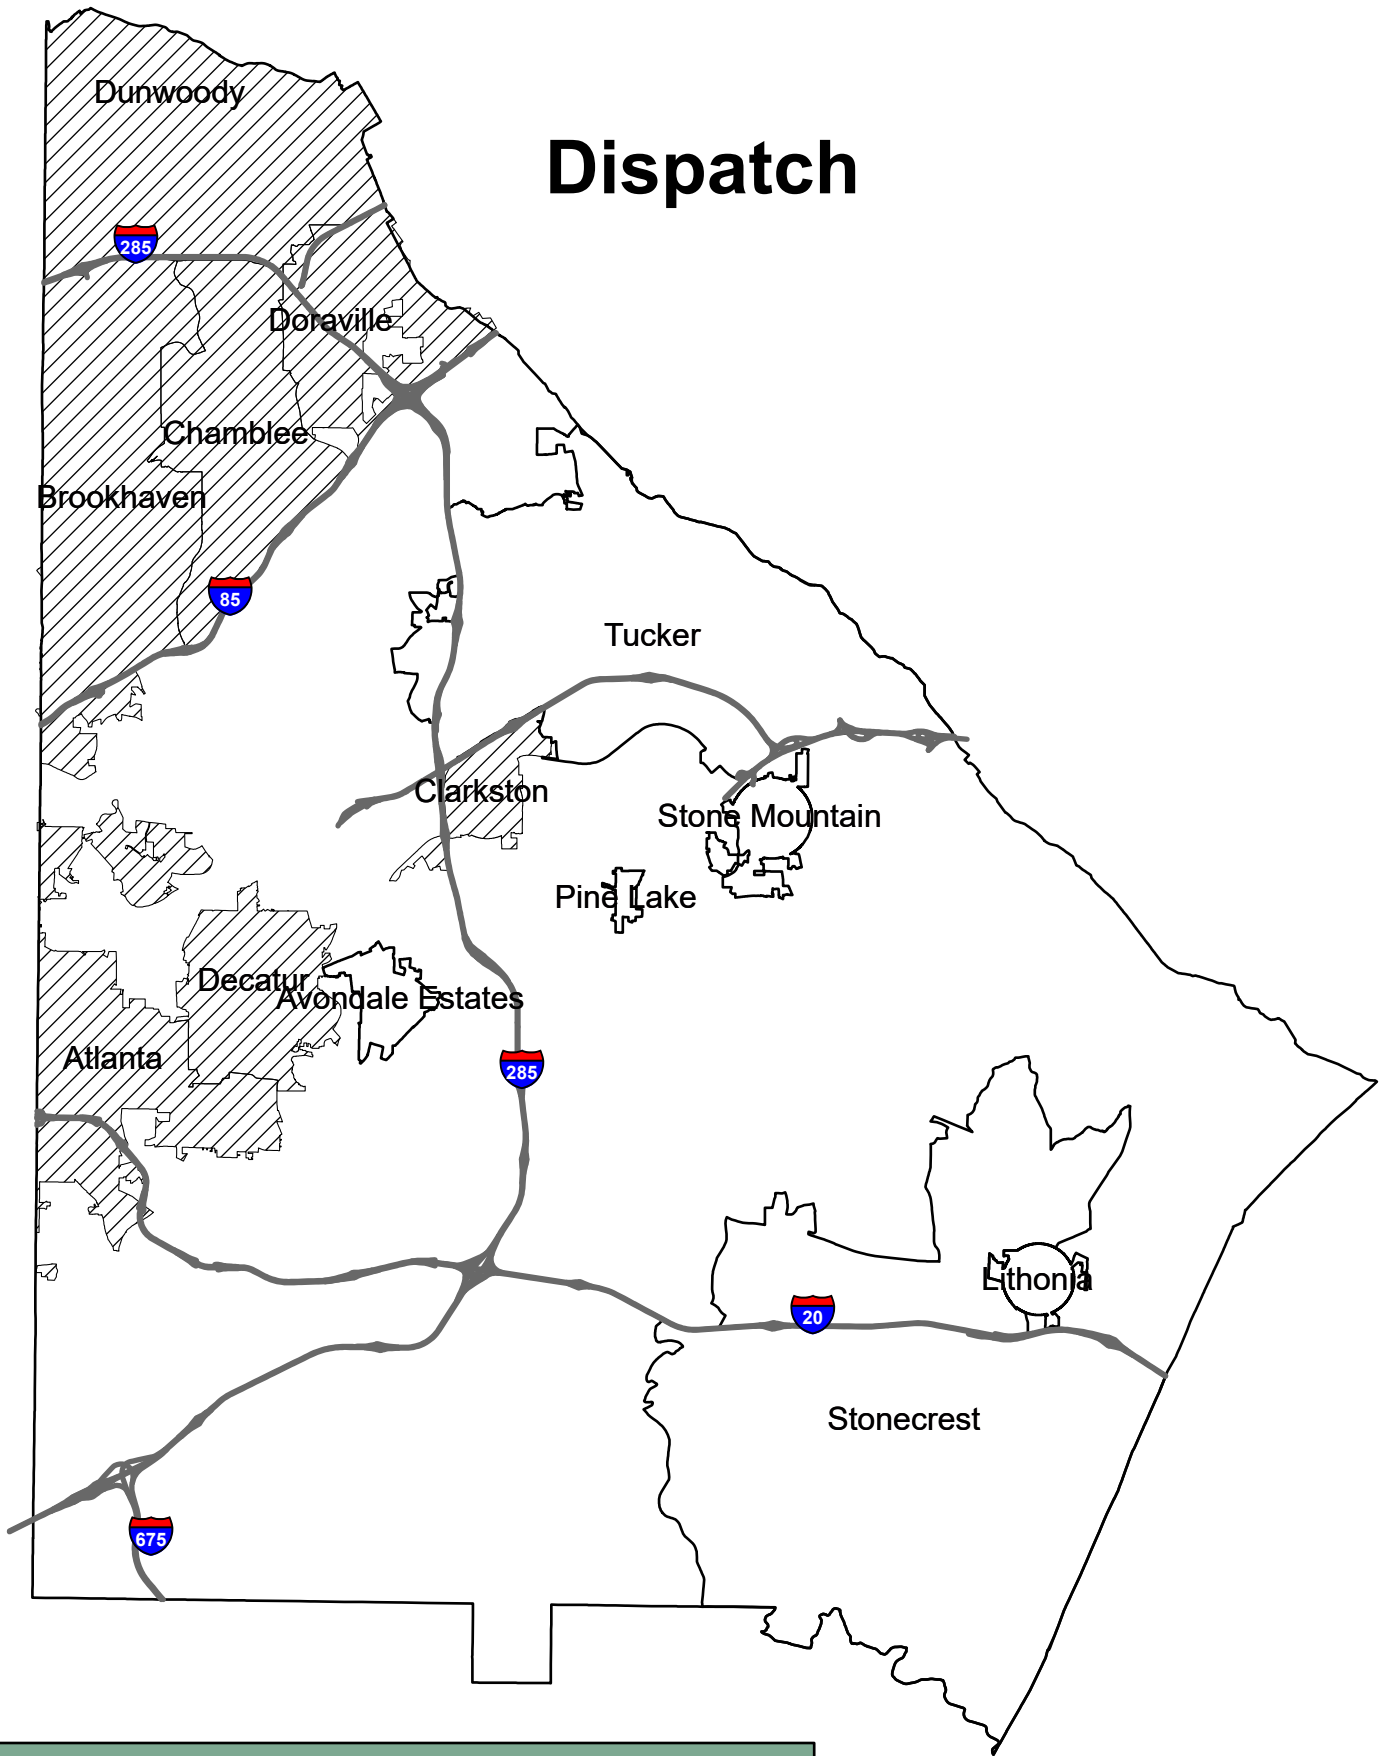 Dunwoody
Dispatch
285
Doraville
Chamblee
Brookhaven
85
Tucker
Clarkston
Stone Mountain
Pine Lake
Decatur
Avondale Estates
Atlanta
285
Lithonia
20
Stonecrest
675